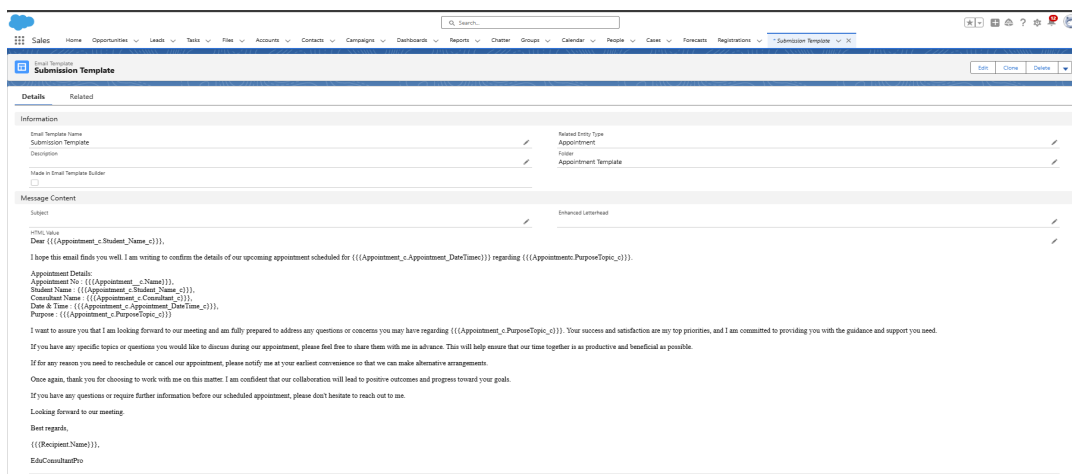 Search...
12
Sales Home Opportunities Leads Tasks Files Accounts Contacts Campaigns Dashboards Reports Chatter Groups Calendar People Cases Forecasts Registrations * Submission Template
Email Template
Submission Template
Edit Clone Delete
Details Related
Information
Email Template Name
Submission Template
Related Entity Type
Appointment
Description
Folder
Appointment Template
Made in Email Template Builder
Message Content
Subject
Enhanced Letterhead
HTML Value
Dear {{{Appointment_c.Student_Name_c}}},
I hope this email finds you well. I am writing to confirm the details of our upcoming appointment scheduled for {{{Appointment_c.Appointment_DateTimec}}} regarding {{{Appointmentc.PurposeTopic_c}}}.
Appointment Details:
Appointment No : {{{Appointment__c.Name}}},
Student Name : {{{Appointment_c.Student_Name_c}}},
Consultant Name : {{{Appointment_c.Consultant_c}}},
Date & Time : {{{Appointment_c.Appointment_DateTime_c}}},
Purpose : {{{Appointment_c.PurposeTopic_c}}}
I want to assure you that I am looking forward to our meeting and am fully prepared to address any questions or concerns you may have regarding {{{Appointment_c.PurposeTopic_c}}}. Your success and satisfaction are my top priorities, and I am committed to providing you with the guidance and support you need.
If you have any specific topics or questions you would like to discuss during our appointment, please feel free to share them with me in advance. This will help ensure that our time together is as productive and beneficial as possible.
If for any reason you need to reschedule or cancel our appointment, please notify me at your earliest convenience so that we can make alternative arrangements.
Once again, thank you for choosing to work with me on this matter. I am confident that our collaboration will lead to positive outcomes and progress toward your goals.
If you have any questions or require further information before our scheduled appointment, please don't hesitate to reach out to me.
Looking forward to our meeting.
Best regards,
{{{Recipient.Name}}},
EduConsultantPro